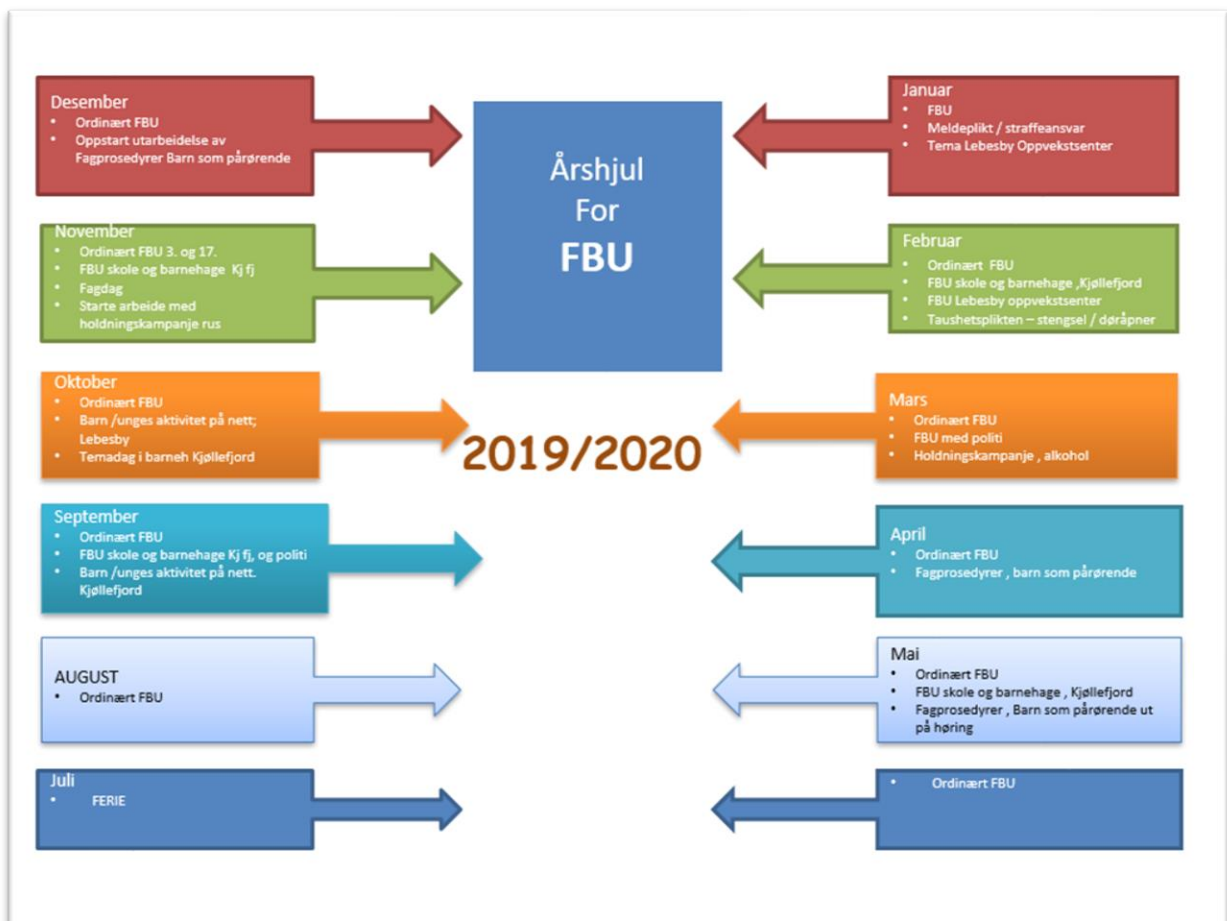 Årshjul
For
FBU
2019/2020
Desember
• Ordinært FBU
• Oppstart utarbeidelse av
Fagprosedyrer Barn som pårørende
November
• Ordinært FBU 3. og 17.
• FBU skole og barnehage Kj fj
• Fagdag
• Starte arbeide med
holdningskampanje rus
Oktober
• Ordinært FBU
• Barn /unges aktivitet på nett;
Lebesby
• Temadag i barneh Kjøllefjord
September
• Ordinært FBU
• FBU skole og barnehage Kj fj, og politi
• Barn /unges aktivitet på nett.
Kjøllefjord
AUGUST
• Ordinært FBU
Juli
• FERIE
Januar
• FBU
• Meldeplikt / straffeansvar
• Tema Lebesby Oppvekstsenter
Februar
• Ordinært FBU
• FBU skole og barnehage ,Kjøllefjord
• FBU Lebesby oppvekstsenter
• Taushetsplikten – stengsel / døråpner
Mars
• Ordinært FBU
• FBU med politi
• Holdningskampanje , alkohol
April
• Ordinært FBU
• Fagprosedyrer , barn som pårørende
Mai
• Ordinært FBU
• FBU skole og barnehage , Kjøllefjord
• Fagprosedyrer , Barn som pårørende ut
på høring
• Ordinært FBU